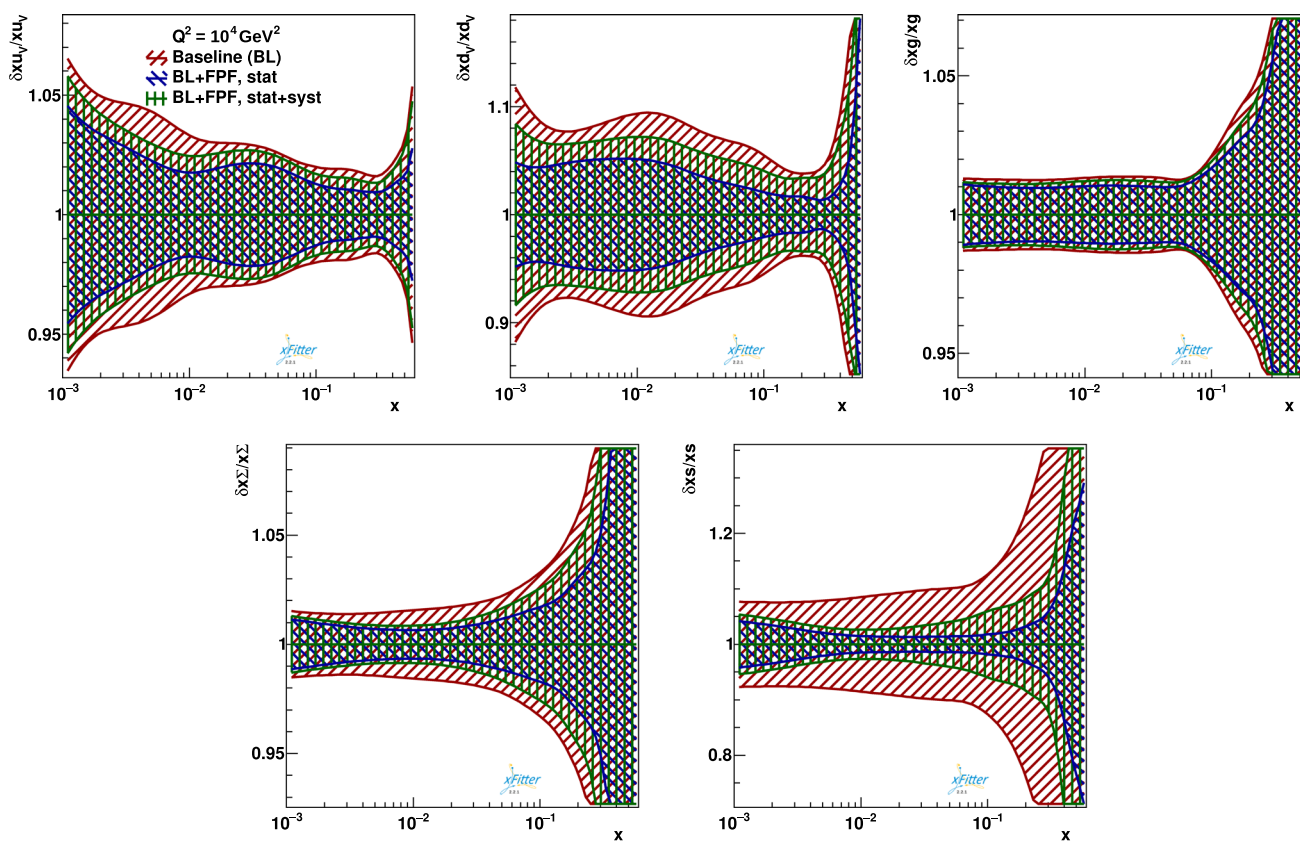 δxu_V/xu_V
Q² = 10⁴ GeV²
Baseline (BL)
BL+FPF, stat
BL+FPF, stat+syst
1.05
1
0.95
xFitter
10⁻³ 10⁻² 10⁻¹
x
δxd_V/xd_V
1.1
1
0.9
xFitter
10⁻³ 10⁻² 10⁻¹
x
δxg/xg
1.05
1
0.95
xFitter
10⁻³ 10⁻² 10⁻¹
x
δxΣ/xΣ
1.05
1
0.95
xFitter
10⁻³ 10⁻² 10⁻¹
x
δxs/xs
1.2
1
0.8
xFitter
10⁻³ 10⁻² 10⁻¹
x